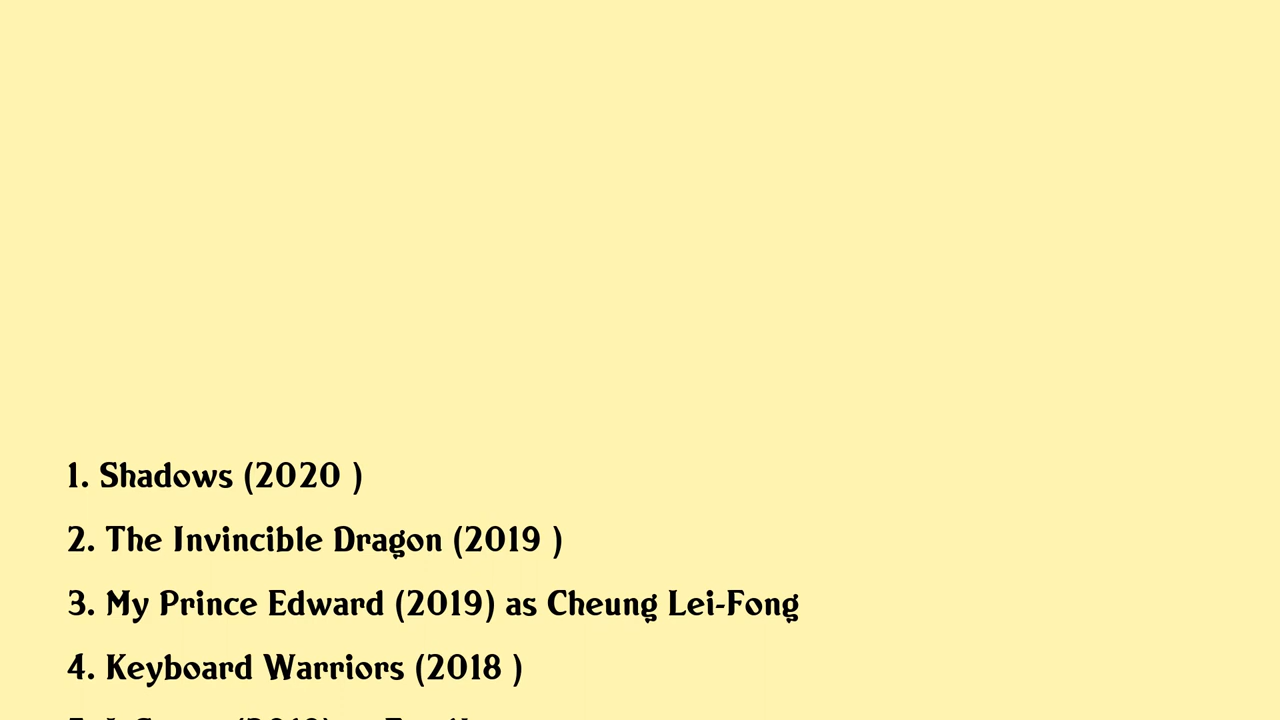 1. Shadows (2020 )
2. The Invincible Dragon (2019 )
3. My Prince Edward (2019) as Cheung Lei-Fong
4. Keyboard Warriors (2018 )